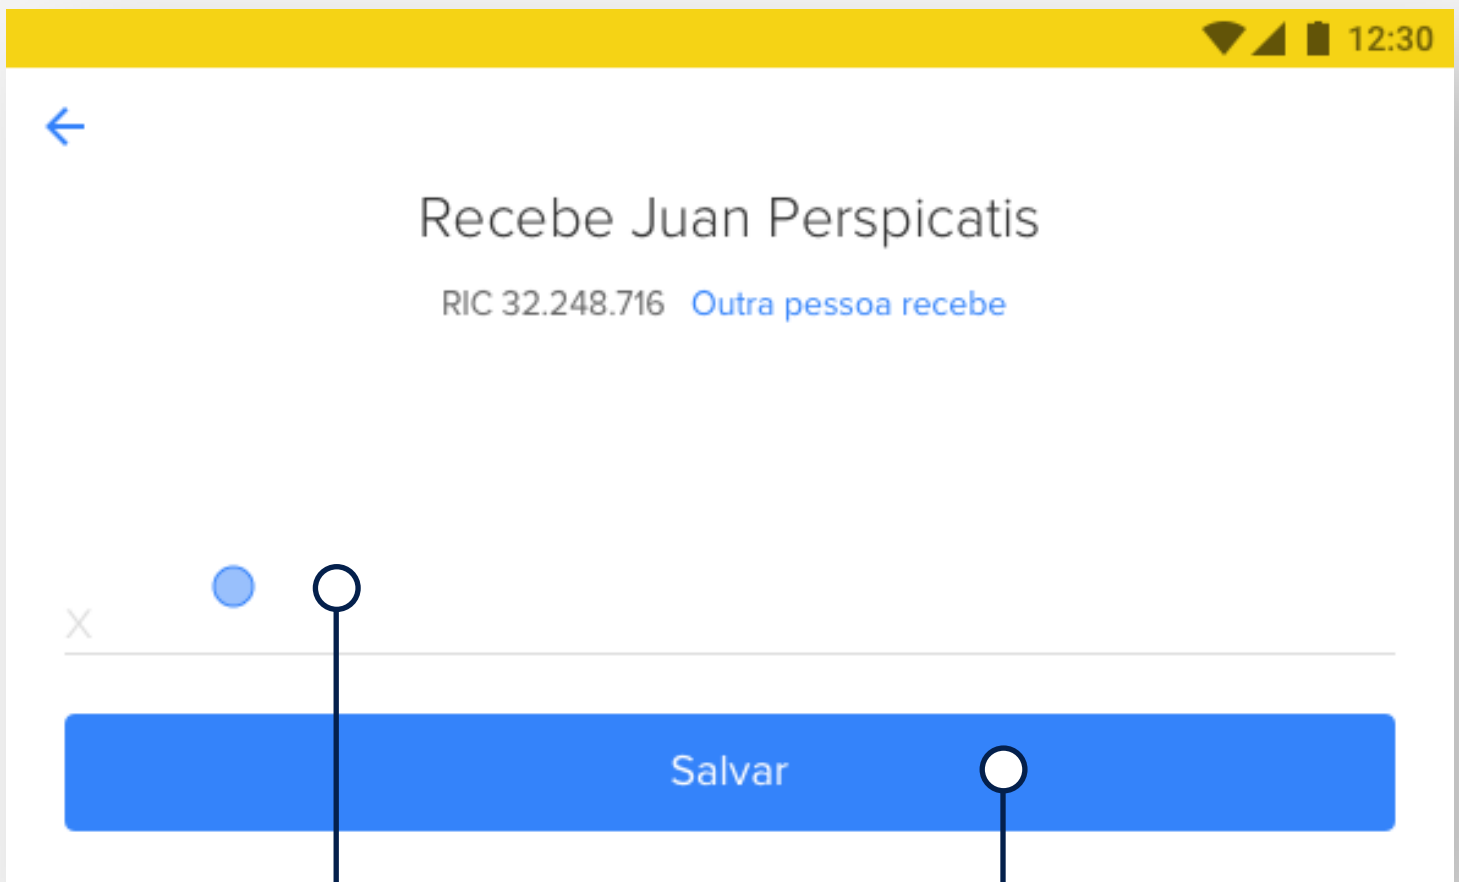 12:30
Recebe Juan Perspicatis
RIC 32.248.716 Outra pessoa recebe
X
Salvar